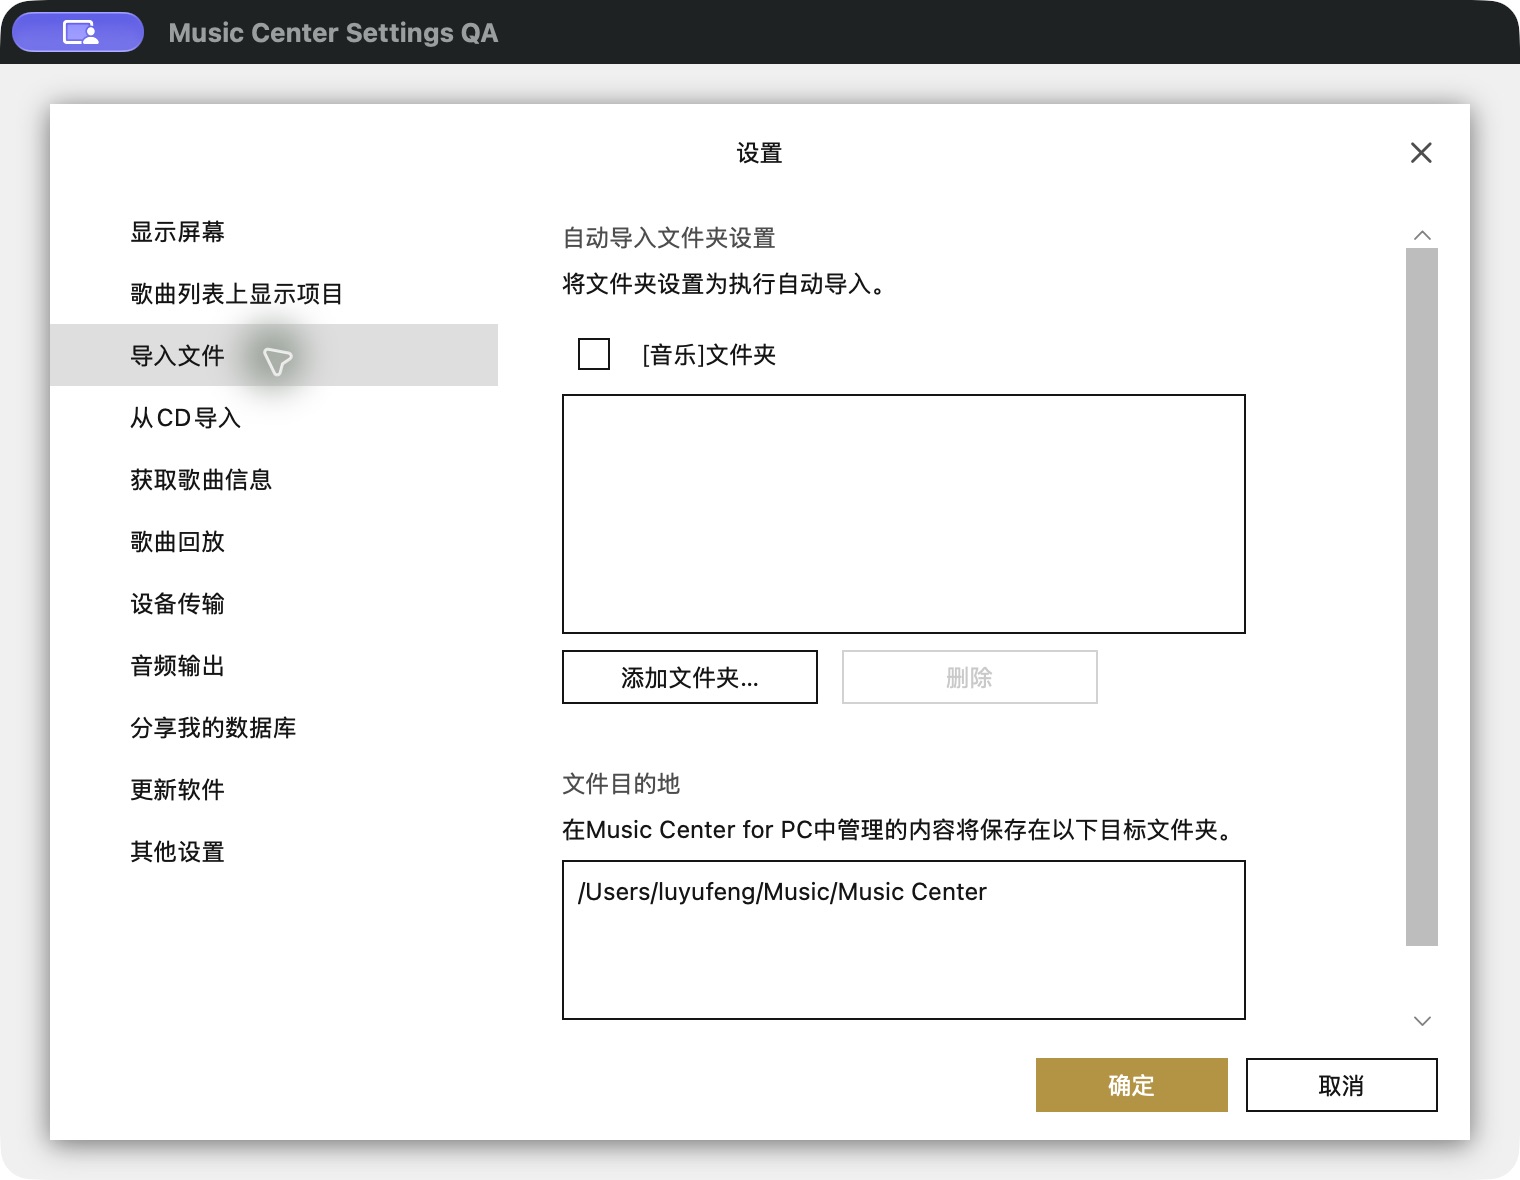 Music Center Settings QA
设置
显示屏幕
歌曲列表上显示项目
导入文件
从CD导入
获取歌曲信息
歌曲回放
设备传输
音频输出
分享我的数据库
更新软件
其他设置
自动导入文件夹设置
将文件夹设置为执行自动导入。
[音乐]文件夹
添加文件夹...
删除
文件目的地
在Music Center for PC中管理的内容将保存在以下目标文件夹。
/Users/luyufeng/Music/Music Center
确定
取消